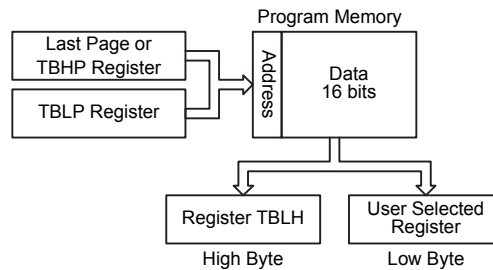 Program Memory
Last Page or
TBHP Register
TBLP Register
Address
Data
16 bits
Register TBLH
User Selected
Register
High Byte
Low Byte